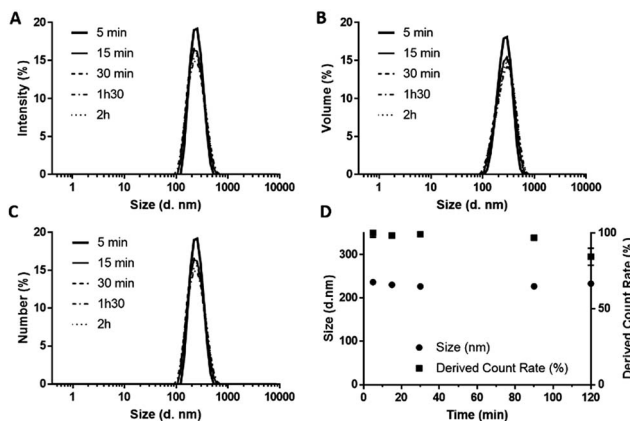 A
20
15
10
5
0
Intensity (%)
5 min
15 min
30 min
1h30
2h
1
10
100
1000
10000
Size (d. nm)
B
20
15
10
5
0
Volume (%)
5 min
15 min
30 min
1h30
2h
1
10
100
1000
10000
Size (d. nm)
C
20
15
10
5
0
Number (%)
5 min
15 min
30 min
1h30
2h
1
10
100
1000
10000
Size (d. nm)
D
300
200
100
0
Size (d.nm)
Size (nm)
Derived Count Rate (%)
0
30
60
90
120
Time (min)
100
50
0
Derived Count Rate (%)